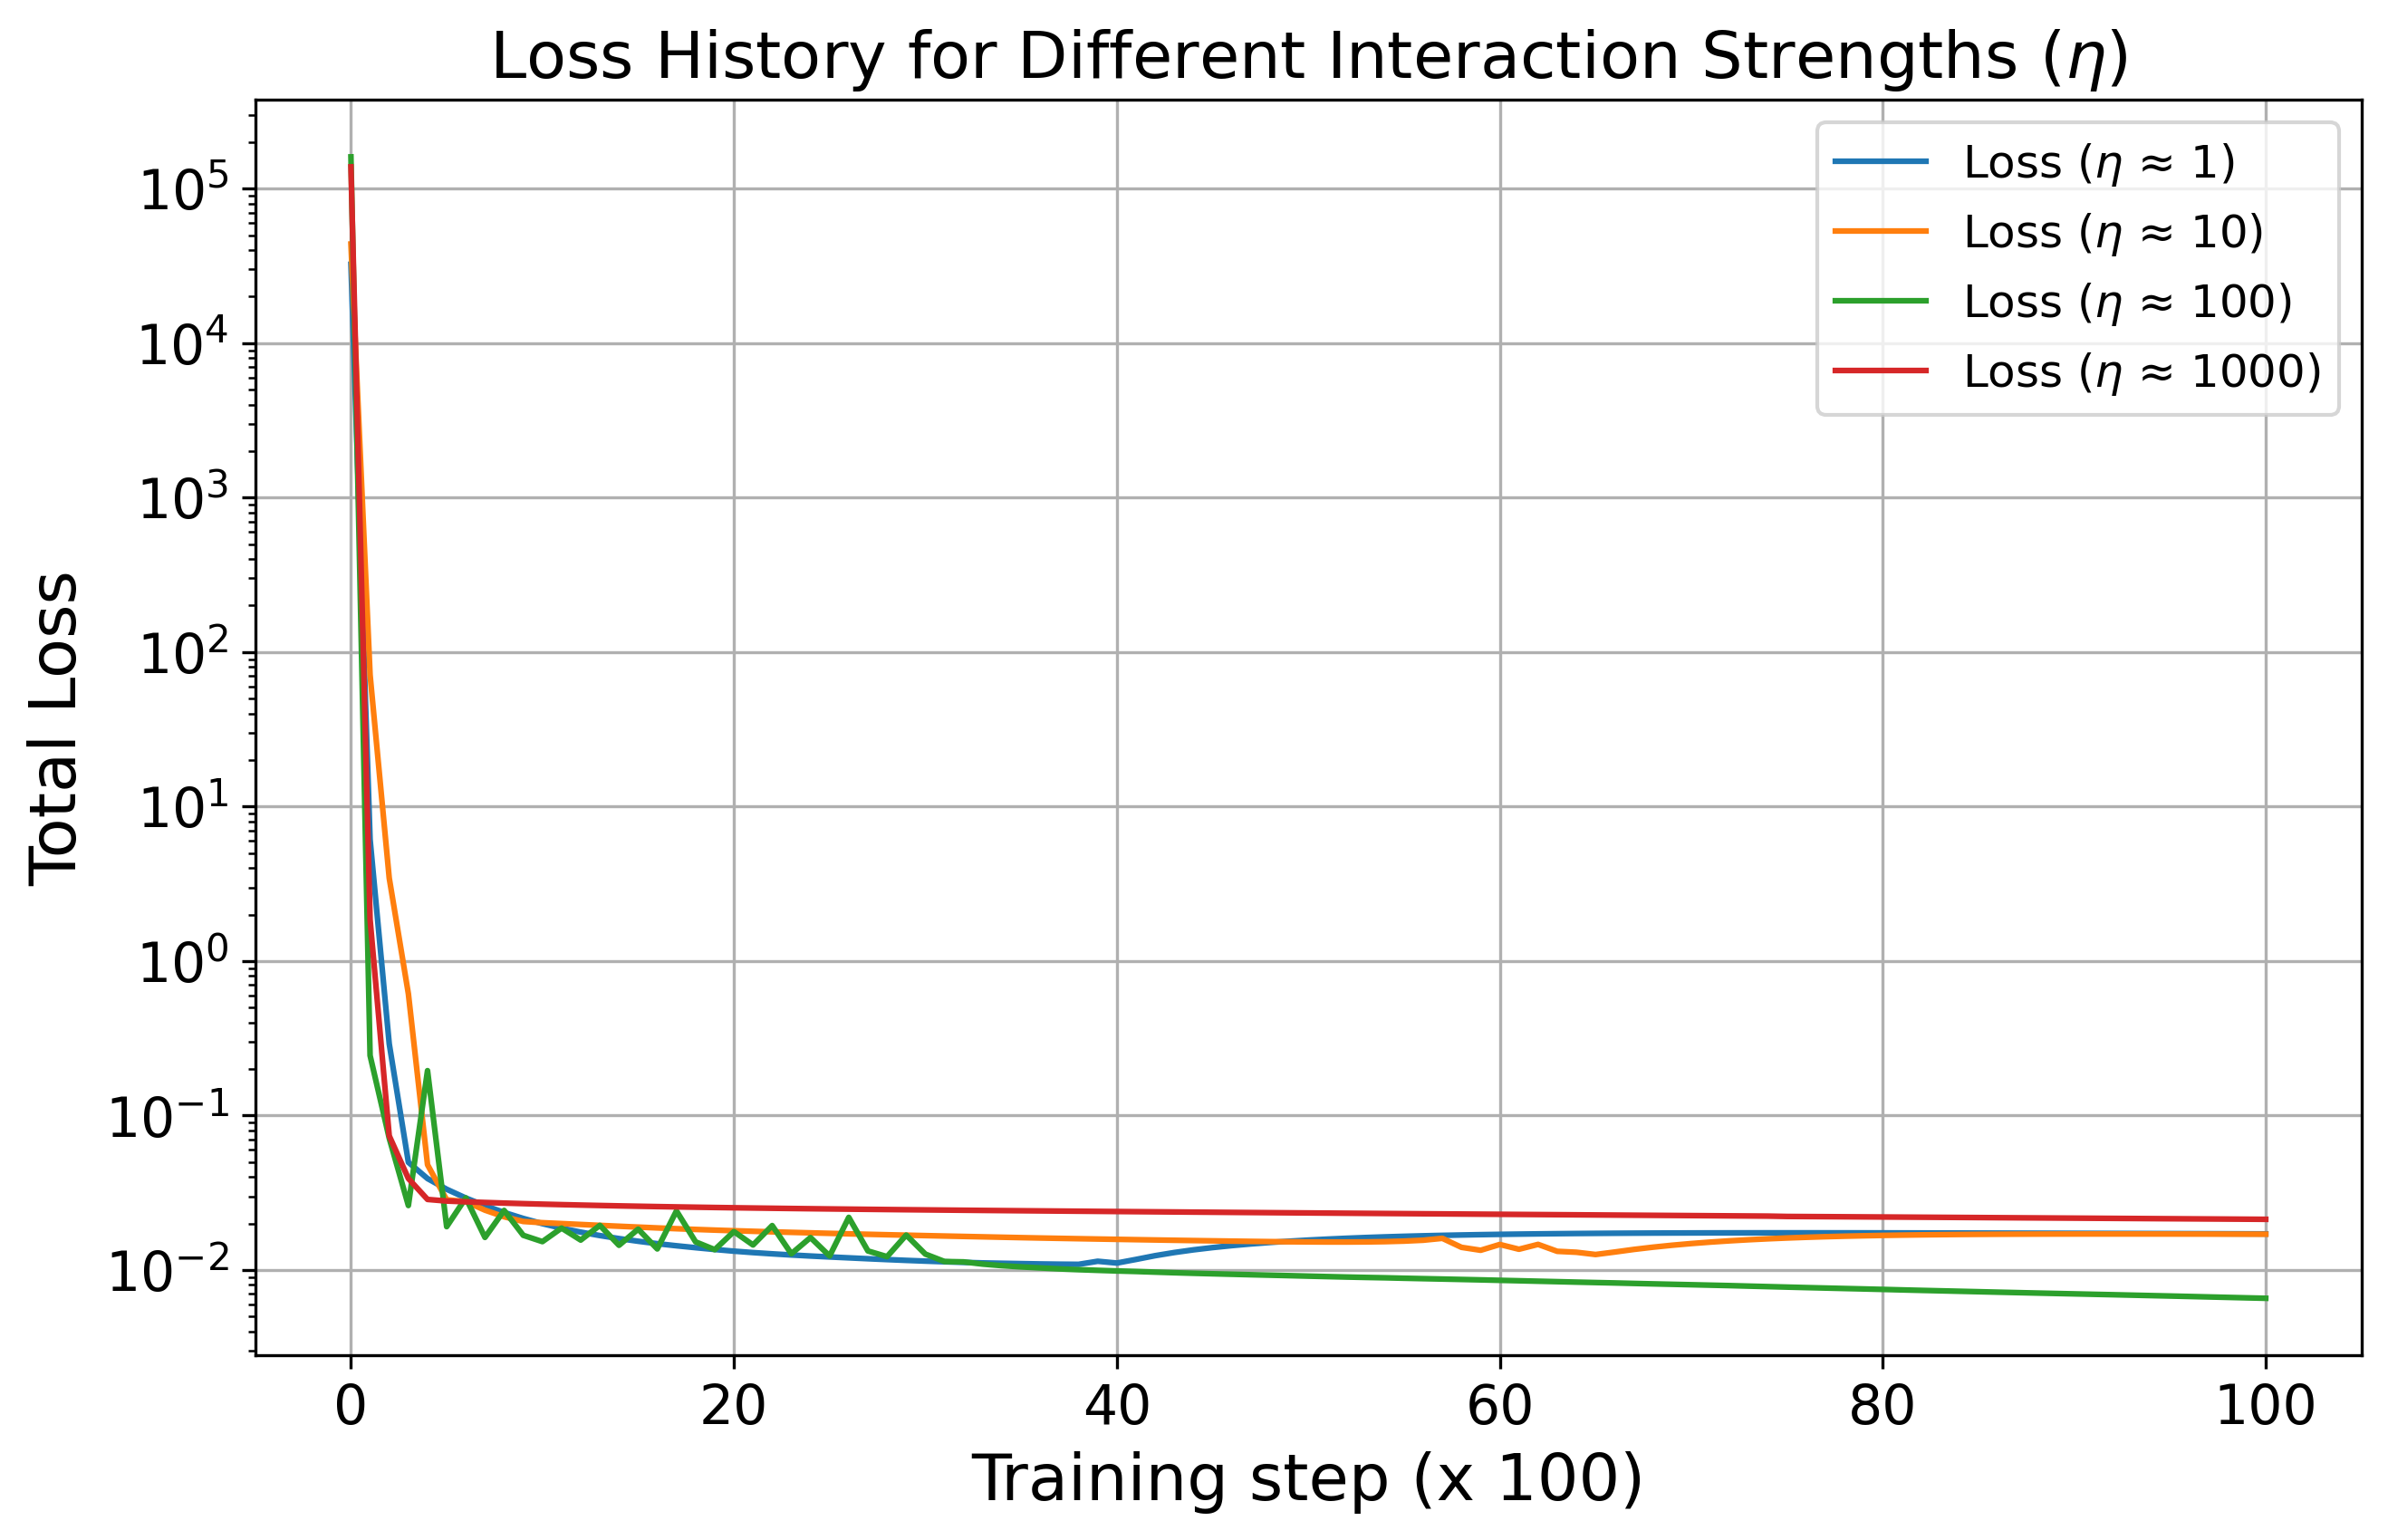 Loss History for Different Interaction Strengths (η)
Loss (η ≈ 1)
Loss (η ≈ 10)
Loss (η ≈ 100)
Loss (η ≈ 1000)
Total Loss
10⁵
10⁴
10³
10²
10¹
10⁰
10⁻¹
10⁻²
0 20 40 60 80 100
Training step (x 100)